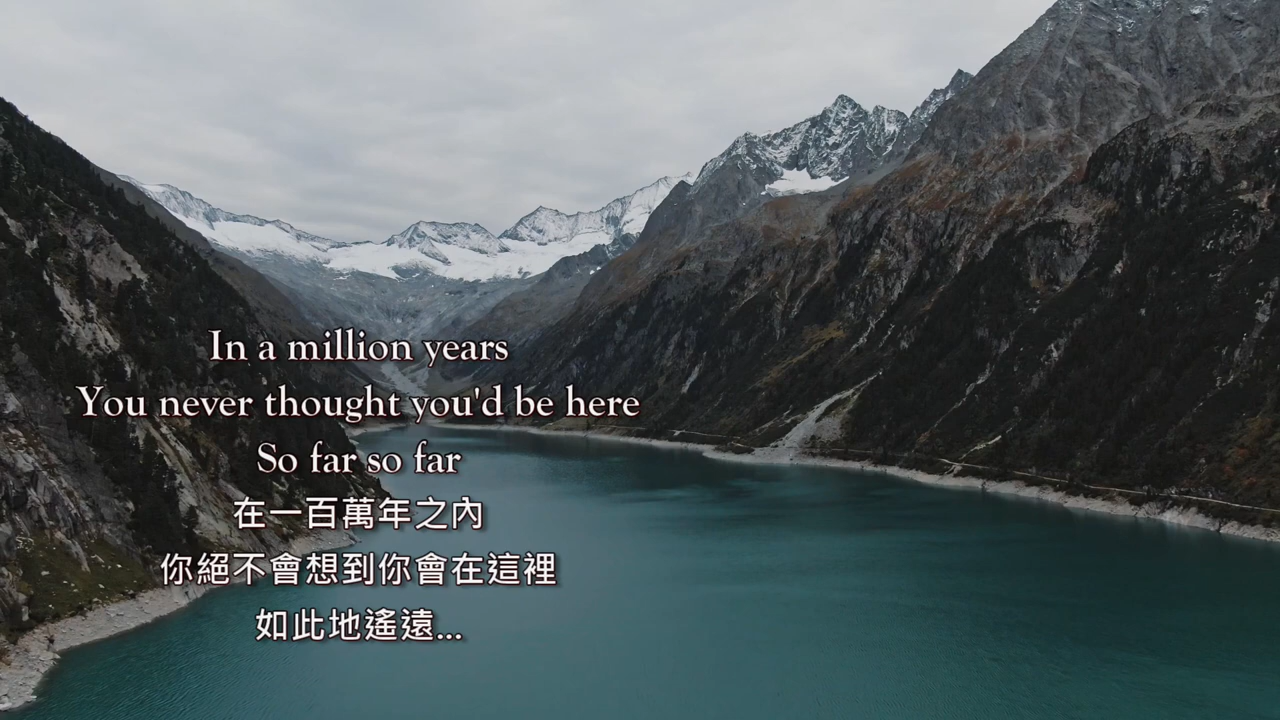 In a million years
You never thought you'd be here
So far so far
在一百萬年之內
你絕不會想到你會在這裡
如此地遙遠...